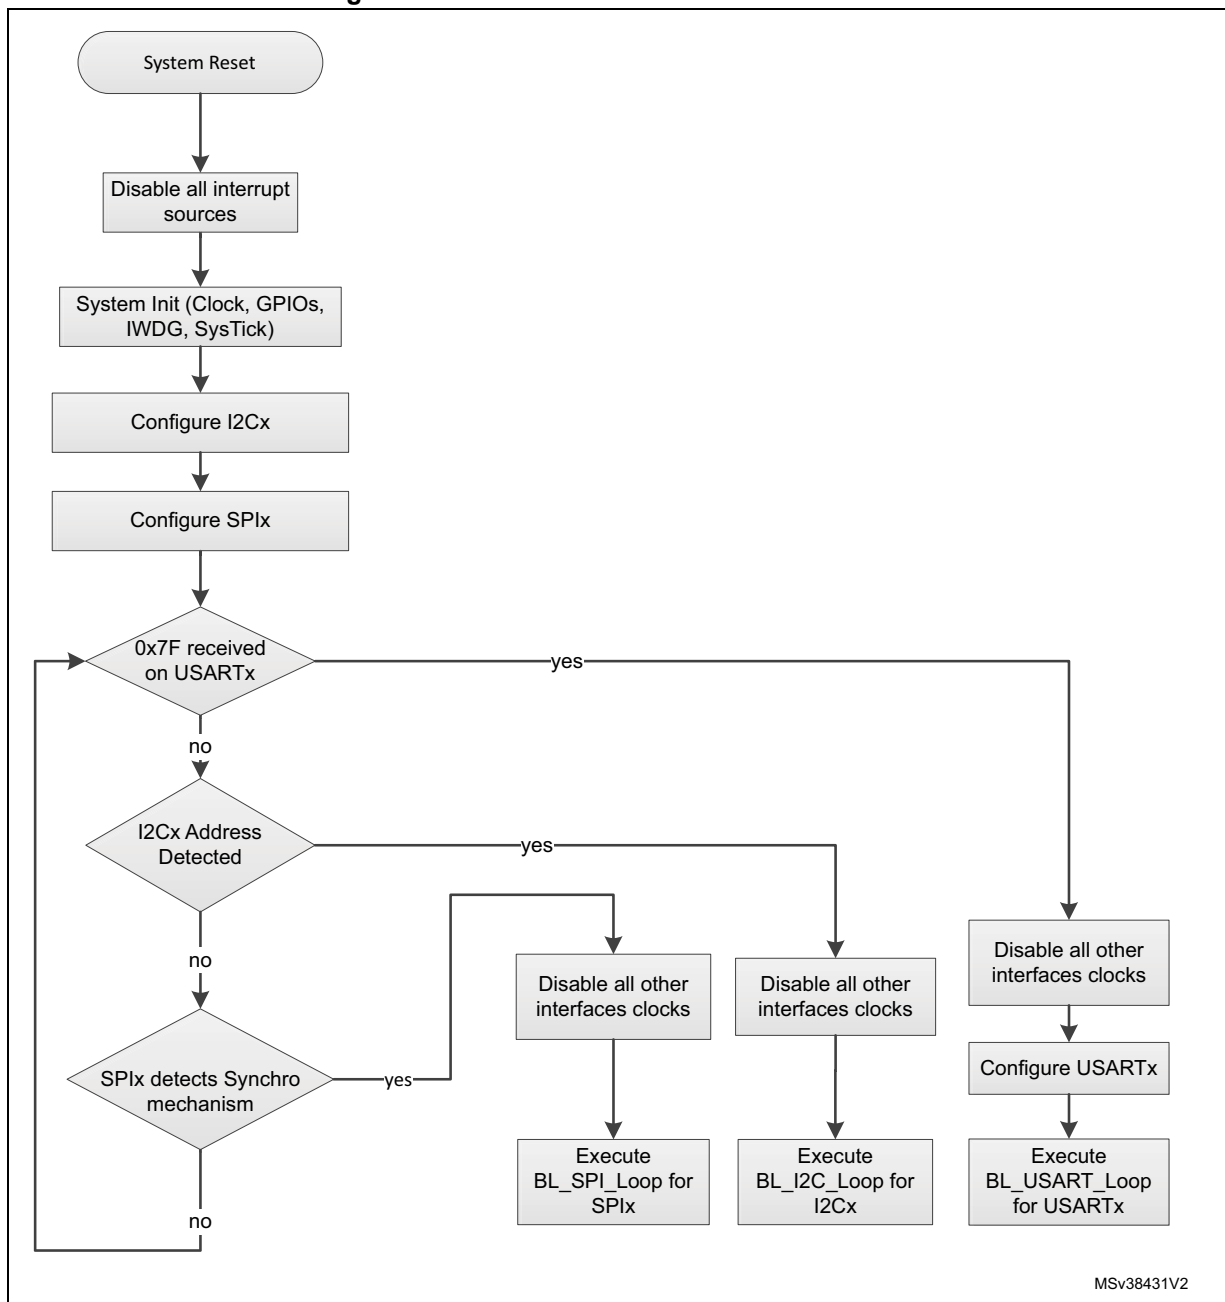 System Reset
Disable all interrupt
sources
System Init (Clock, GPIOs,
IWDG, SysTick)
Configure I2Cx
Configure SPIx
0x7F received
on USARTx
yes
no
I2Cx Address
Detected
yes
no
SPIx detects Synchro
mechanism
yes
no
Disable all other
interfaces clocks
Execute
BL_SPI_Loop for
SPIx
Disable all other
interfaces clocks
Execute
BL_I2C_Loop for
I2Cx
Disable all other
interfaces clocks
Configure USARTx
Execute
BL_USART_Loop
for USARTx
MSv38431V2